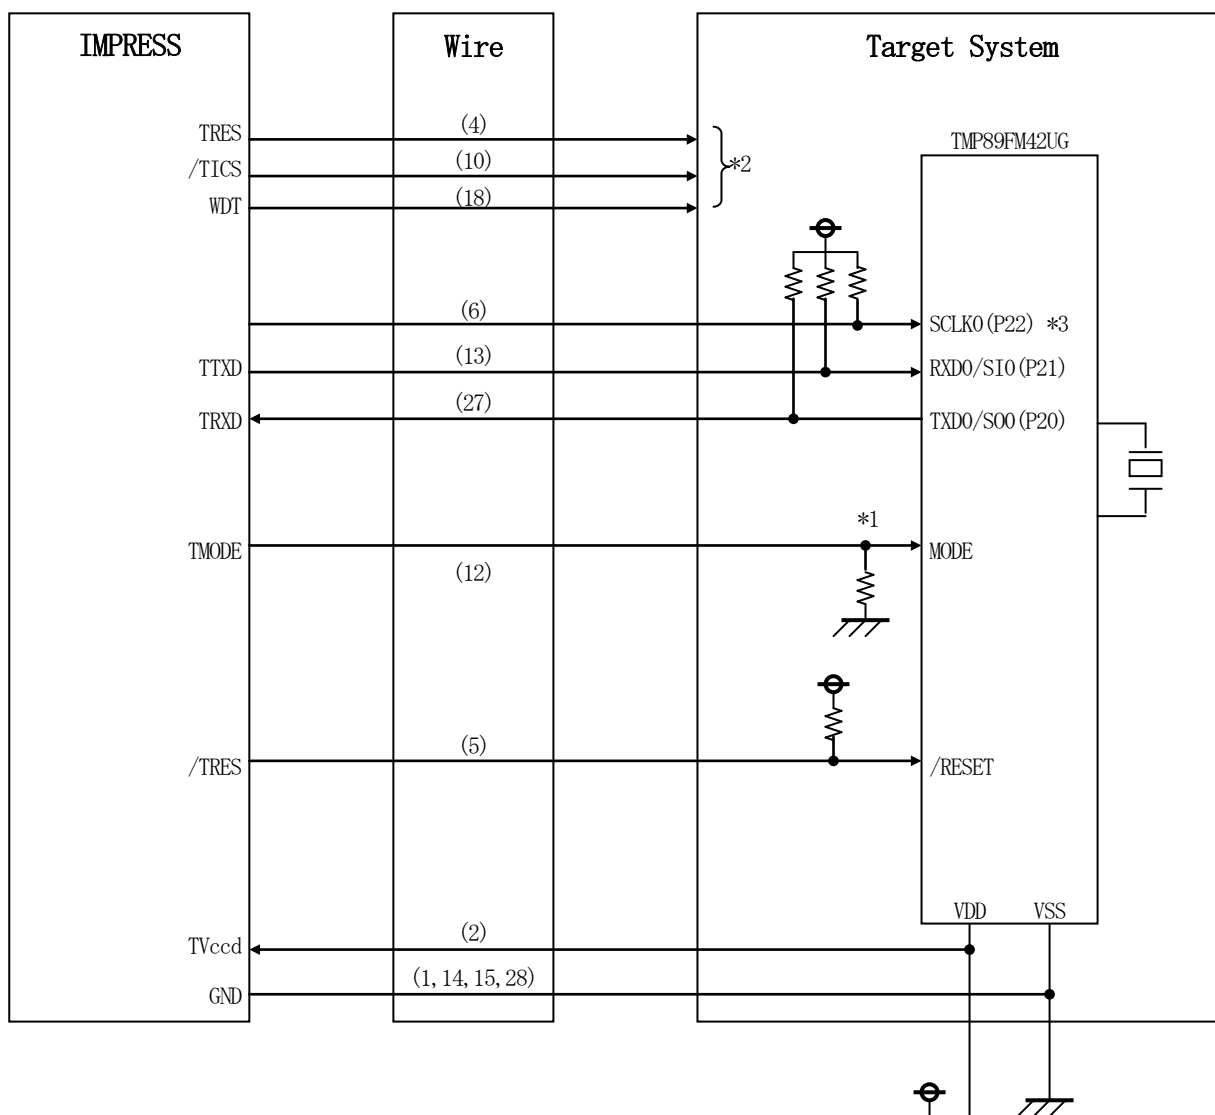 IMPRESS Wire Target System
TRES (4)
/TICS (10) *2
WDT (18)
TMP89FM42UG
(6) SCLK0(P22) *3
TTXD (13) RXD0/SI0(P21)
TRXD (27) TXD0/SO0(P20)
*1
TMODE (12) MODE
/TRES (5) /RESET
VDD VSS
TVccd (2)
GND (1,14,15,28)